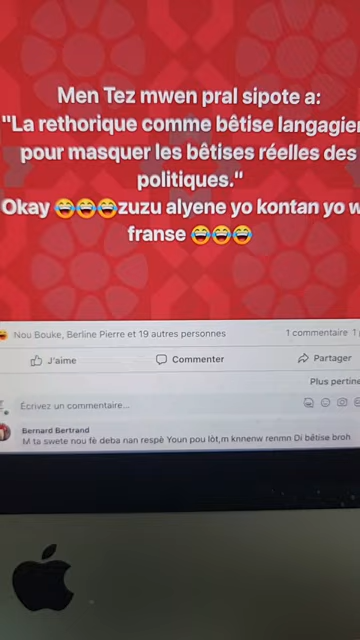 Men Tez mwen pral sipote a:
"La rethorique comme bêtise langagier
pour masquer les bêtises réelles des
politiques."
Okay 😂😂😂zuzu alyene yo kontan yo w
franse 😂😂😂
Nou Bouke, Berline Pierre et 19 autres personnes 1 commentaire 1
J'aime Commenter Partager
Plus pertine
Écrivez un commentaire...
Bernard Bertrand
M ta swete nou fè deba nan respè Youn pou lòt,m knnenw renmn Di bêtise broh